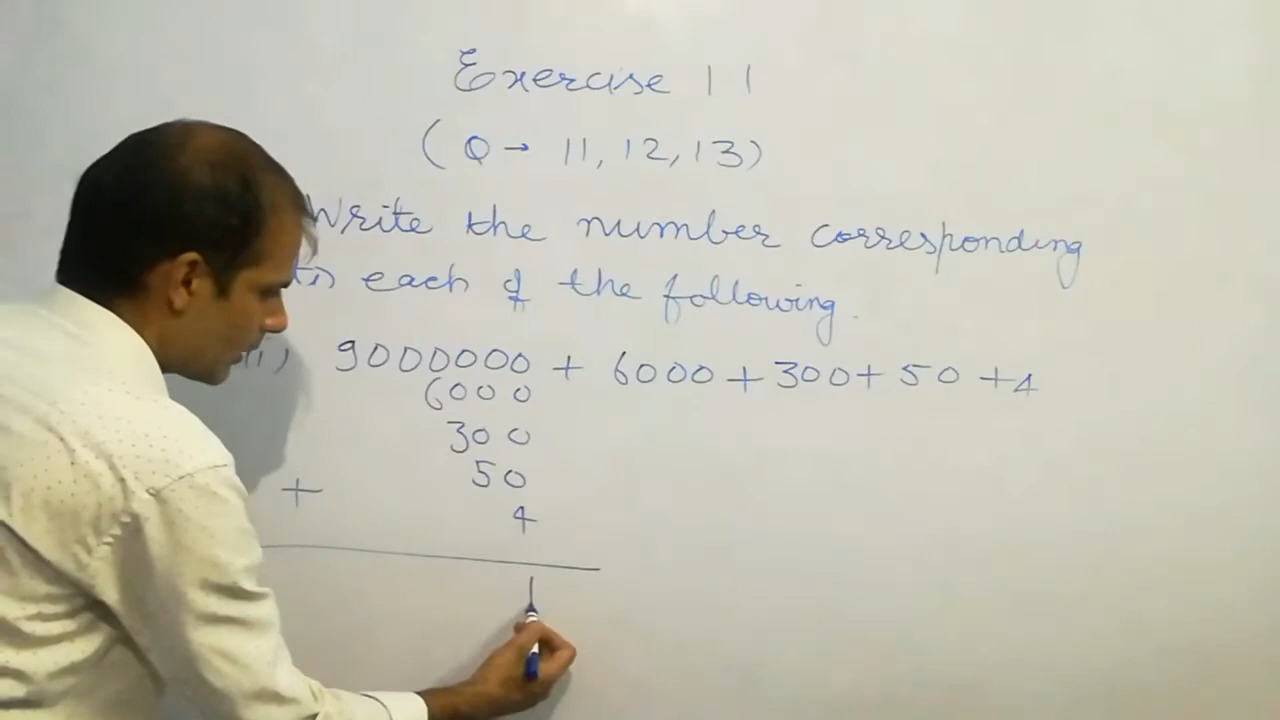 Exercise 11
(Q → 11, 12, 13)
Write the number corresponding
to each of the following.
9000000 + 6000 + 300 + 50 + 4
6000
300
50
+
4